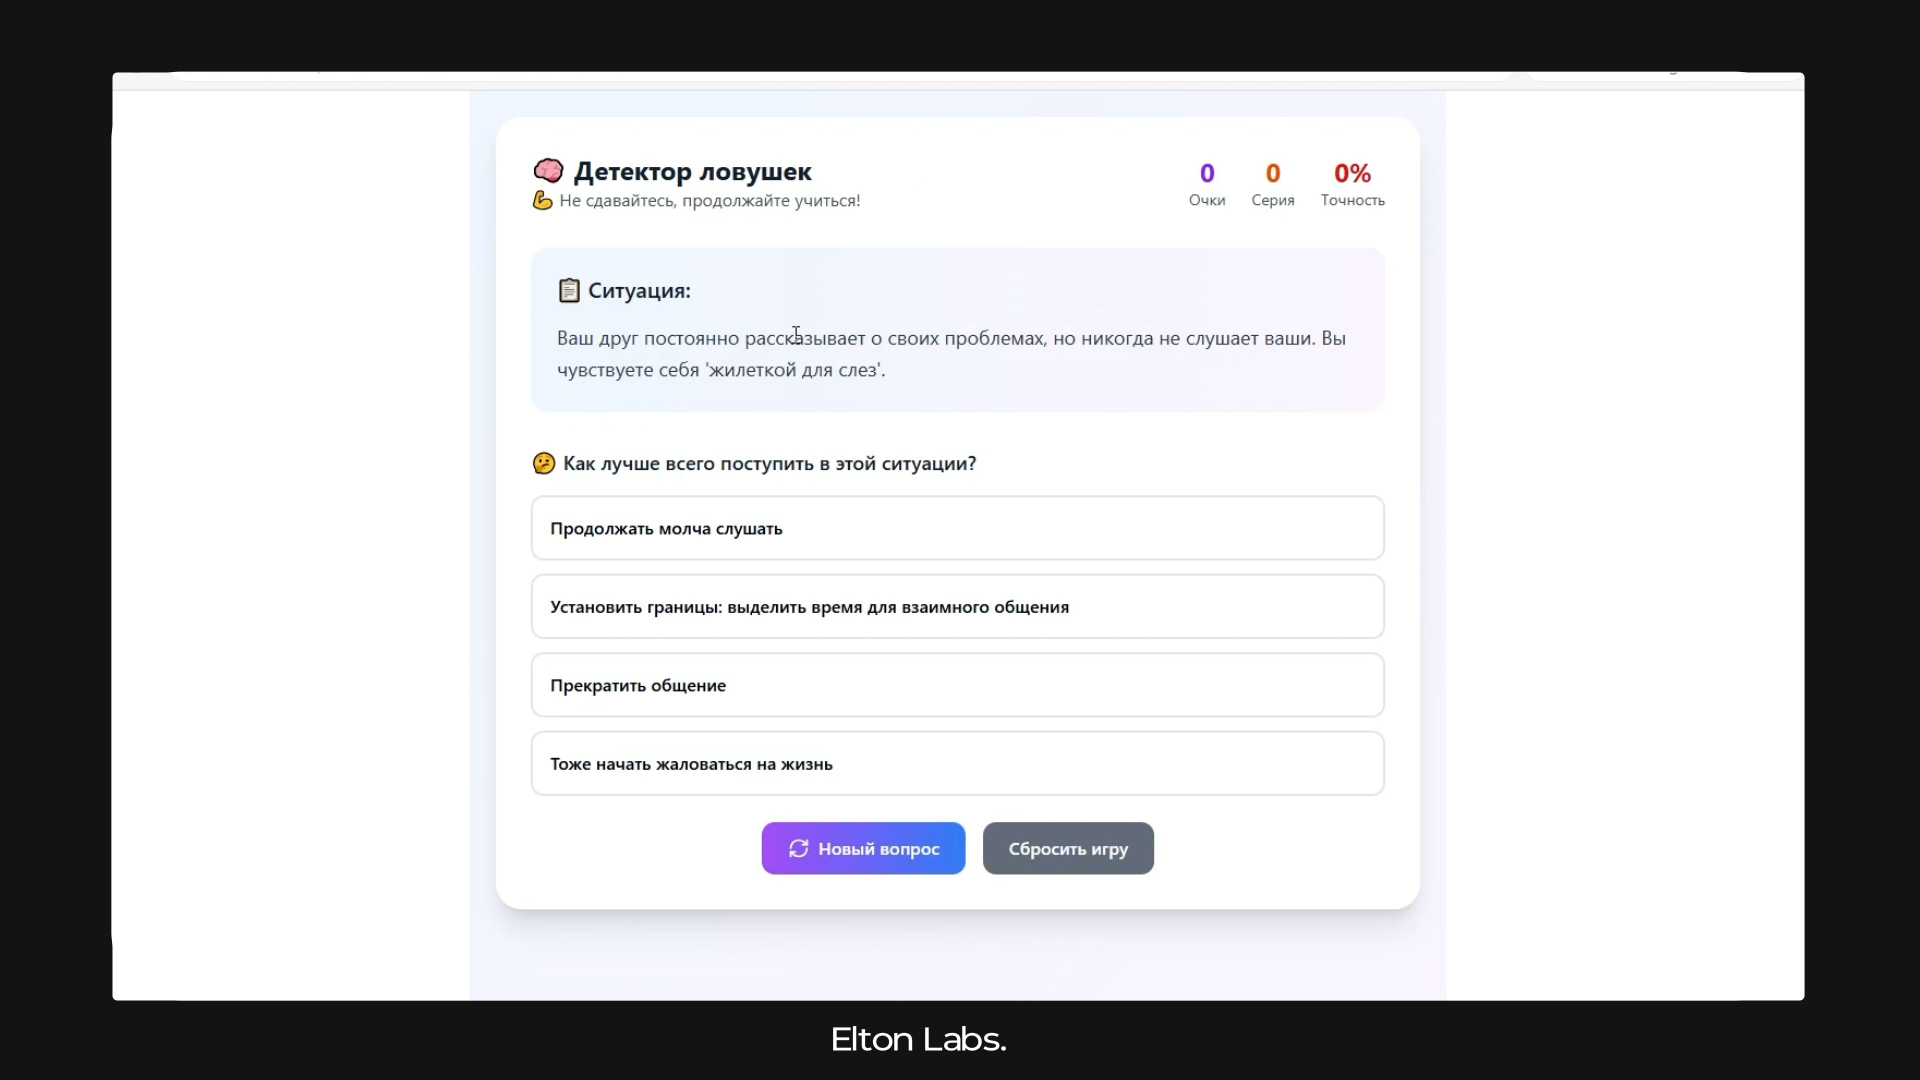 Детектор ловушек
Не сдавайтесь, продолжайте учиться!
0
Очки
0
Серия
0%
Точность
Ситуация:
Ваш друг постоянно рассказывает о своих проблемах, но никогда не слушает ваши. Вы
чувствуете себя 'жилеткой для слез'.
Как лучше всего поступить в этой ситуации?
Продолжать молча слушать
Установить границы: выделить время для взаимного общения
Прекратить общение
Тоже начать жаловаться на жизнь
Новый вопрос
Сбросить игру
Elton Labs.